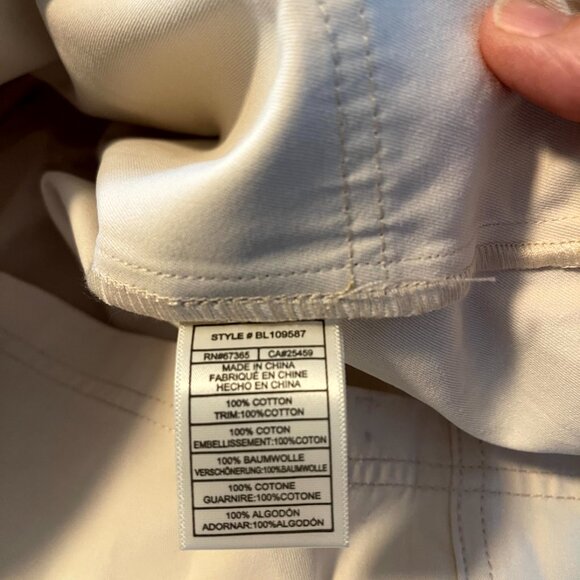 STYLE # BL109587
RN#67365 CA#25459
MADE IN CHINA
FABRIQUÉ EN CHINE
HECHO EN CHINA
100% COTTON
TRIM:100%COTTON
100% COTON
EMBELLISSEMENT:100%COTON
100% BAUMWOLLE
VERSCHÖNERUNG:100%BAUMWOLLE
100% COTONE
GUARNIRE:100%COTONE
100% ALGODÓN
ADORNAR:100%ALGODÓN